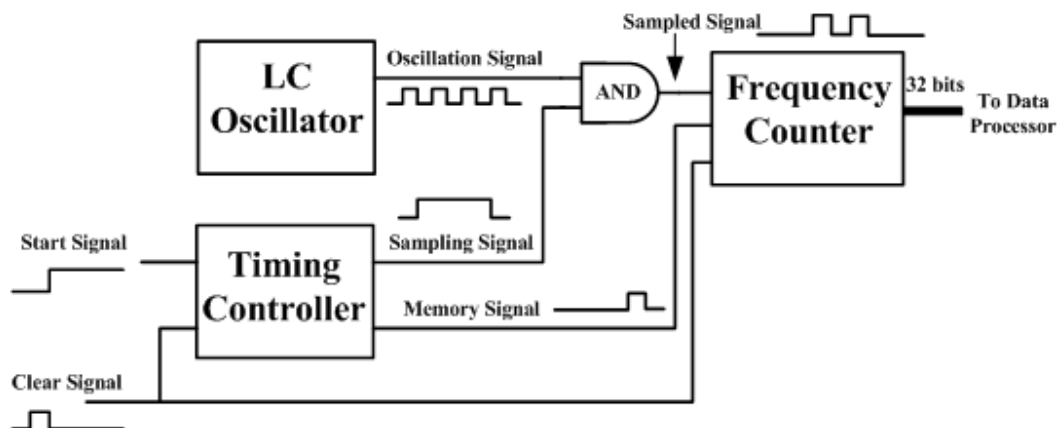 Sampled Signal
LC
Oscillator
Oscillation Signal
AND
Frequency
Counter
32 bits
To Data
Processor
Start Signal
Timing
Controller
Sampling Signal
Memory Signal
Clear Signal